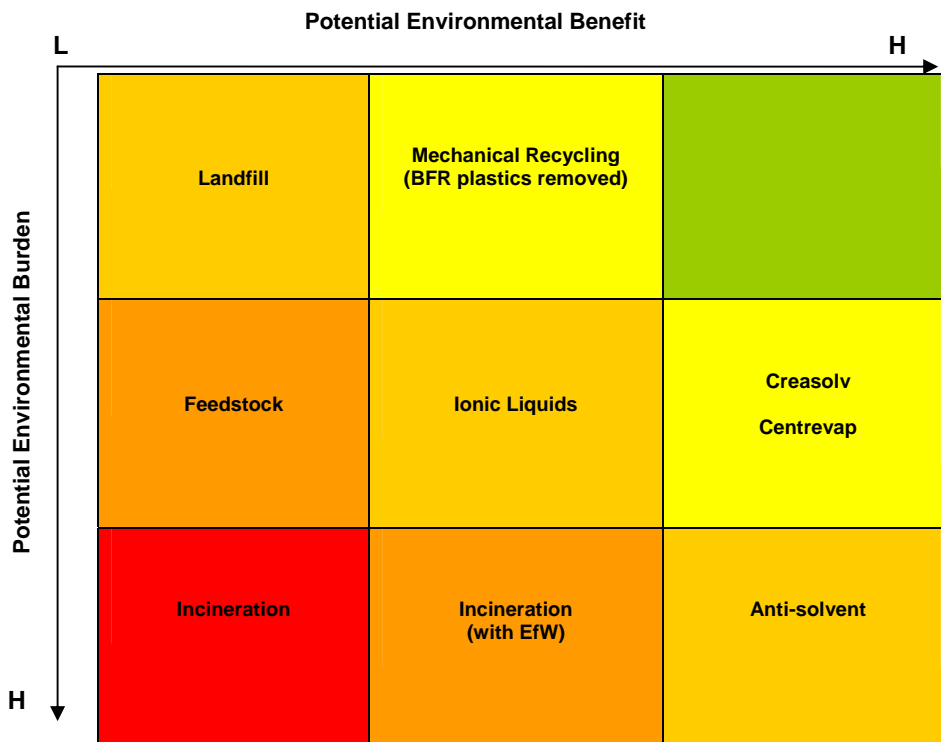 Potential Environmental Benefit
L
H
Potential Environmental Burden
Landfill
Mechanical Recycling
(BFR plastics removed)
Feedstock
Ionic Liquids
Creasolv
Centrevap
Incineration
Incineration
(with EfW)
Anti-solvent
H